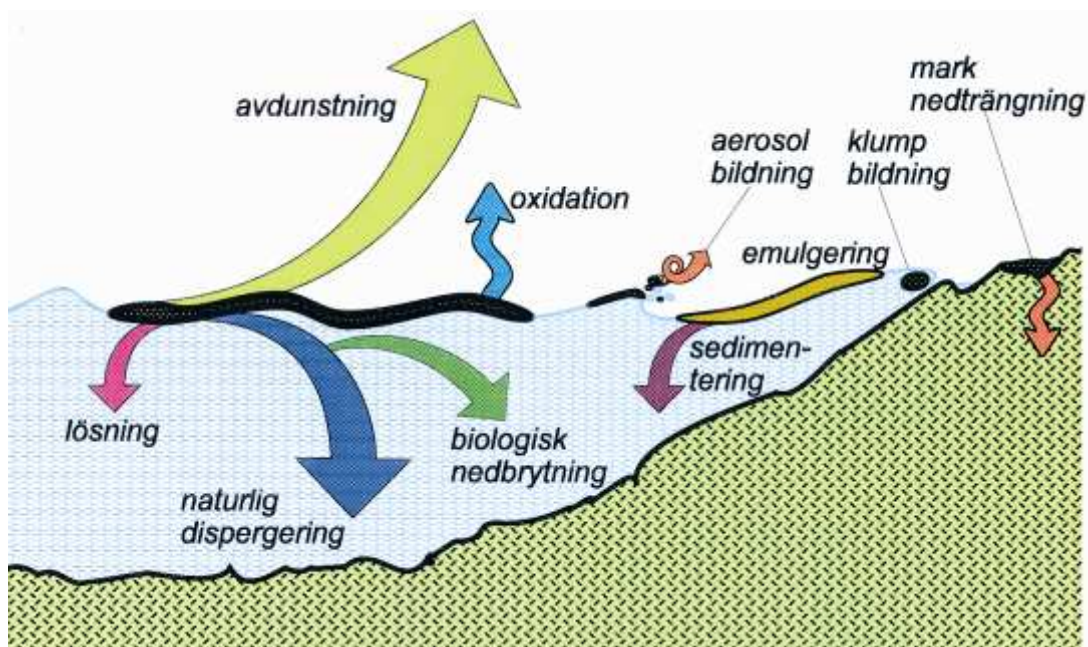 avdunstning
oxidation
aerosol
bildning
klump
bildning
mark
nedträngning
emulgering
sedimen-
tering
lösning
naturlig
dispergering
biologisk
nedbrytning